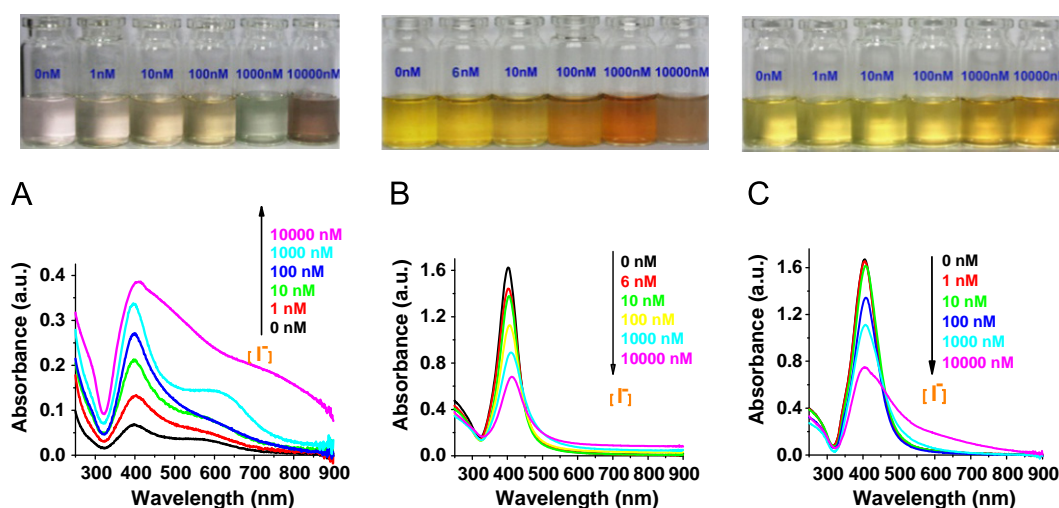 0nM 1nM 10nM 100nM 1000nM 10000nM
0nM 6nM 10nM 100nM 1000nM 10000nM
0nM 1nM 10nM 100nM 1000nM 10000n
A
10000 nM
1000 nM
100 nM
10 nM
1 nM
0 nM
[I⁻]
Absorbance (a.u.)
0.4
0.3
0.2
0.1
0.0
300 400 500 600 700 800 900
Wavelength (nm)
B
0 nM
6 nM
10 nM
100 nM
1000 nM
10000 nM
[I⁻]
Absorbance (a.u.)
1.6
1.2
0.8
0.4
0.0
300 400 500 600 700 800 900
Wavelength (nm)
C
0 nM
1 nM
10 nM
100 nM
1000 nM
10000 nM
[I⁻]
Absorbance (a.u.)
1.6
1.2
0.8
0.4
0.0
300 400 500 600 700 800 900
Wavelength (nm)